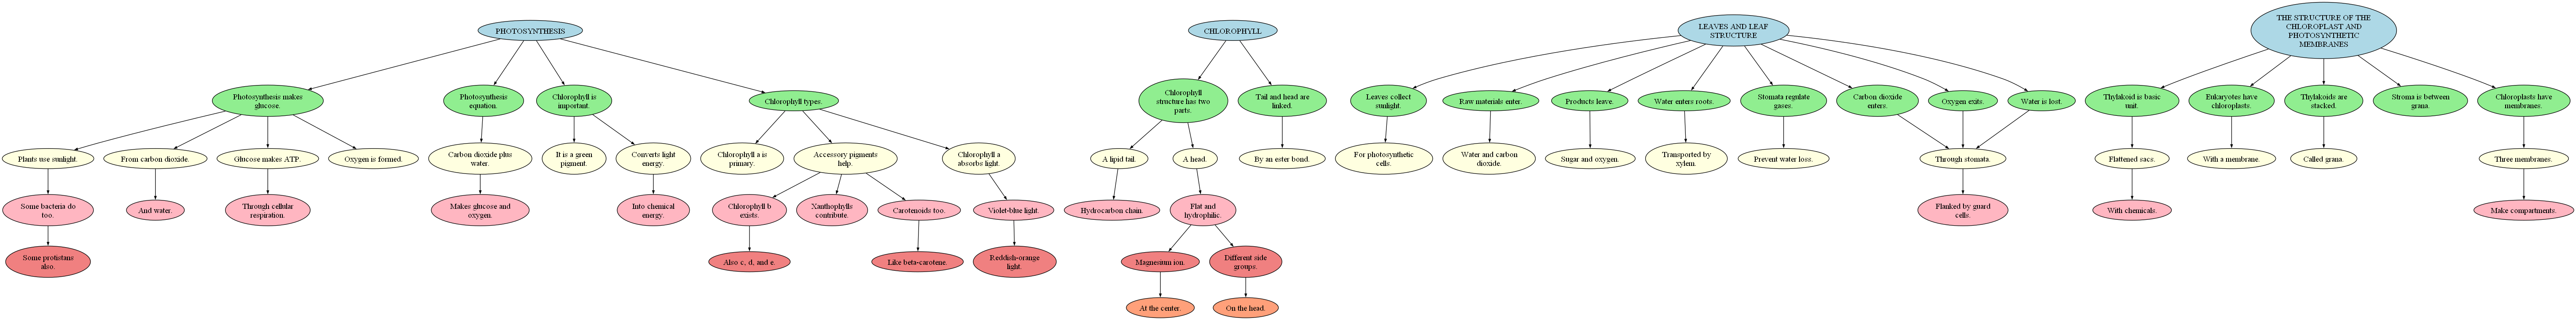 PHOTOSYNTHESIS
CHLOROPHYLL
LEAVES AND LEAF
STRUCTURE
THE STRUCTURE OF THE
CHLOROPLAST AND
PHOTOSYNTHETIC
MEMBRANES
Photosynthesis makes
glucose.
Photosynthesis
equation.
Chlorophyll is
important.
Chlorophyll types.
Chlorophyll
structure has two
parts.
Tail and head are
linked.
Leaves collect
sunlight.
Raw materials enter.
Products leave.
Water enters roots.
Stomata regulate
gases.
Carbon dioxide
enters.
Oxygen exits.
Water is lost.
Thylakoid is basic
unit.
Eukaryotes have
chloroplasts.
Thylakoids are
stacked.
Stroma is between
grana.
Chloroplasts have
membranes.
Plants use sunlight.
From carbon dioxide.
Glucose makes ATP.
Oxygen is formed.
Carbon dioxide plus
water.
It is a green
pigment.
Converts light
energy.
Chlorophyll a is
primary.
Accessory pigments
help.
Chlorophyll a
absorbs light.
A lipid tail.
A head.
By an ester bond.
For photosynthetic
cells.
Water and carbon
dioxide.
Sugar and oxygen.
Transported by
xylem.
Prevent water loss.
Through stomata.
Flattened sacs.
With a membrane.
Called grana.
Three membranes.
Some bacteria do
too.
And water.
Through cellular
respiration.
Makes glucose and
oxygen.
Into chemical
energy.
Chlorophyll b
exists.
Xanthophylls
contribute.
Carotenoids too.
Violet-blue light.
Hydrocarbon chain.
Flat and
hydrophilic.
Flanked by guard
cells.
With chemicals.
Make compartments.
Some protistans
also.
Also c, d, and e.
Like beta-carotene.
Reddish-orange
light.
Magnesium ion.
Different side
groups.
At the center.
On the head.